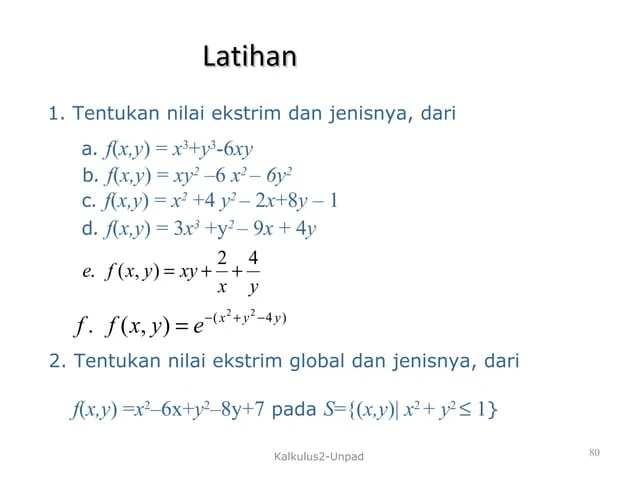 Latihan
1. Tentukan nilai ekstrim dan jenisnya, dari
a. f(x,y) = x³+y³-6xy
b. f(x,y) = xy² –6 x² – 6y²
c. f(x,y) = x² +4 y² – 2x+8y – 1
d. f(x,y) = 3x³ +y² – 9x + 4y
e. f (x, y) = xy + 2/x + 4/y
f. f (x, y) = e^–(x²+y²–4y)
2. Tentukan nilai ekstrim global dan jenisnya, dari
f(x,y) =x²–6x+y²–8y+7 pada S={(x,y)| x² + y² ≤ 1}
Kalkulus2-Unpad
80